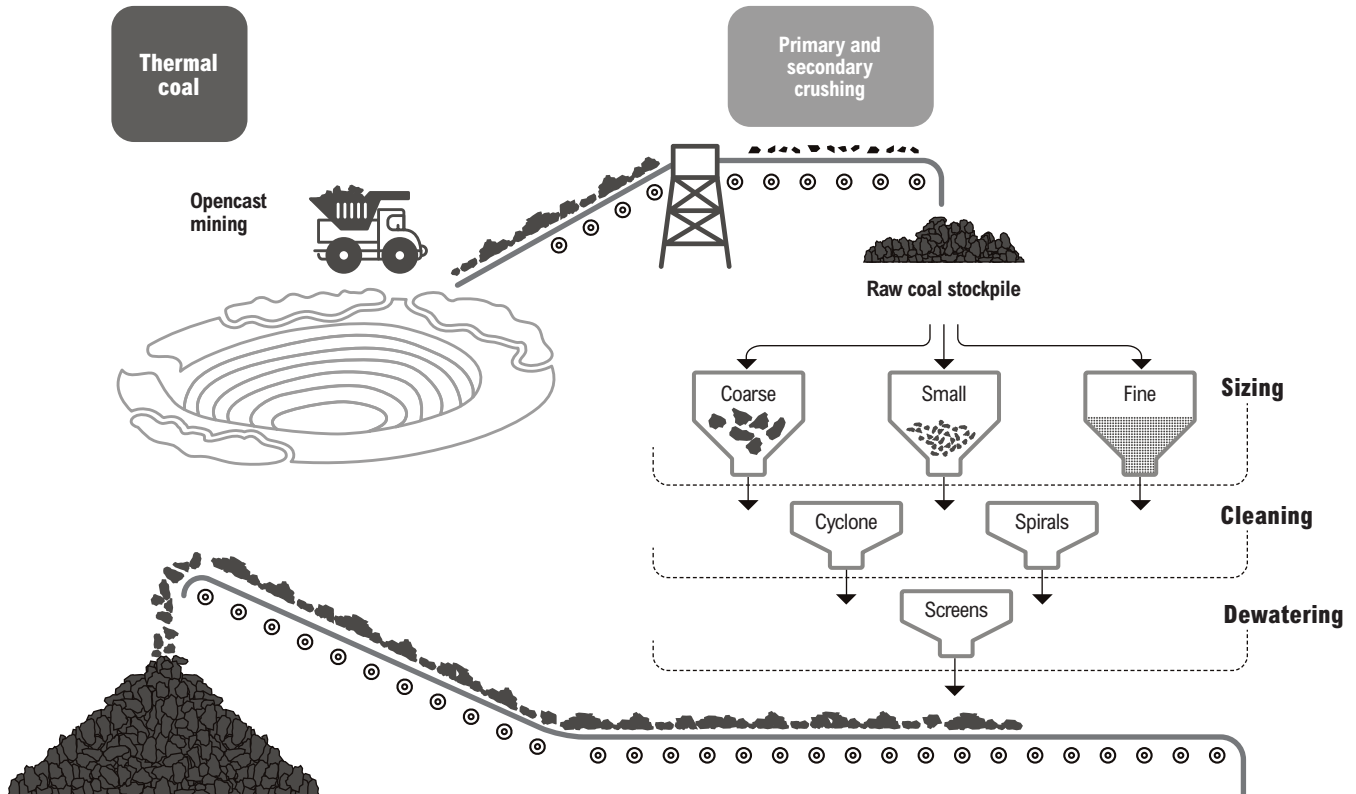 Thermal
coal
Primary and
secondary
crushing
Opencast
mining
Raw coal stockpile
Coarse
Small
Fine
Sizing
Cyclone
Spirals
Cleaning
Screens
Dewatering